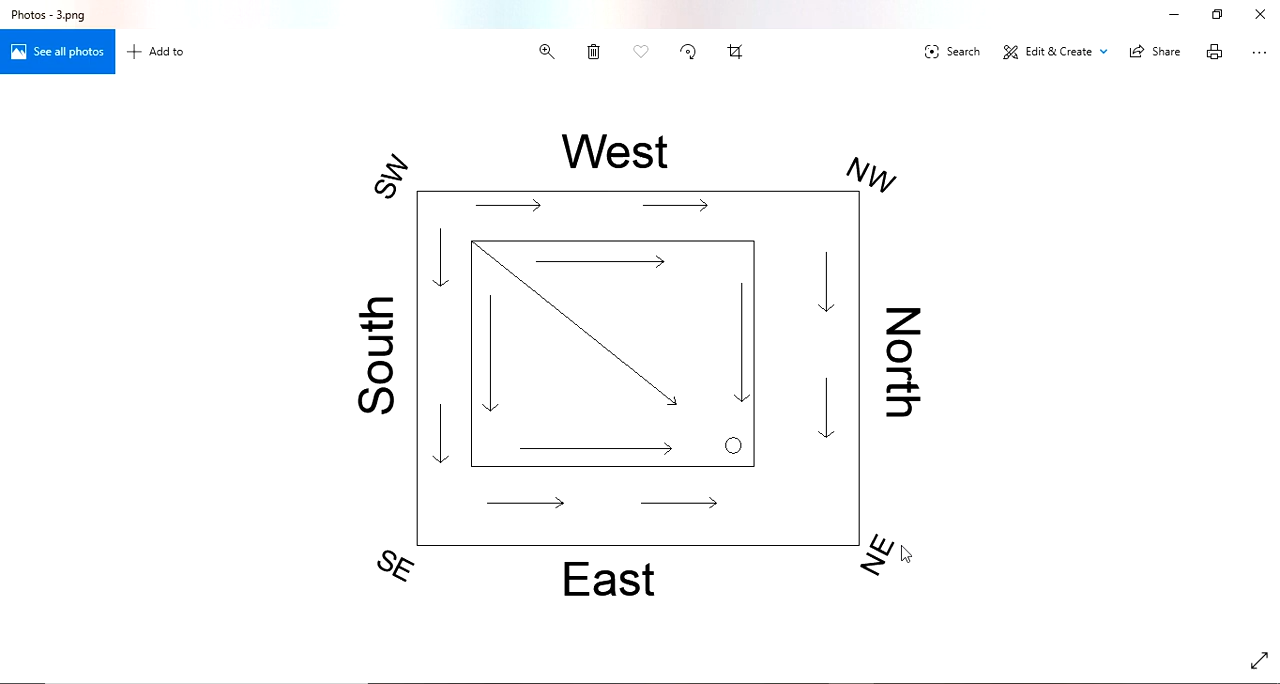 Photos - 3.png
See all photos
Add to
Search
Edit & Create
Share
West
SW
NW
South
North
SE
East
NE